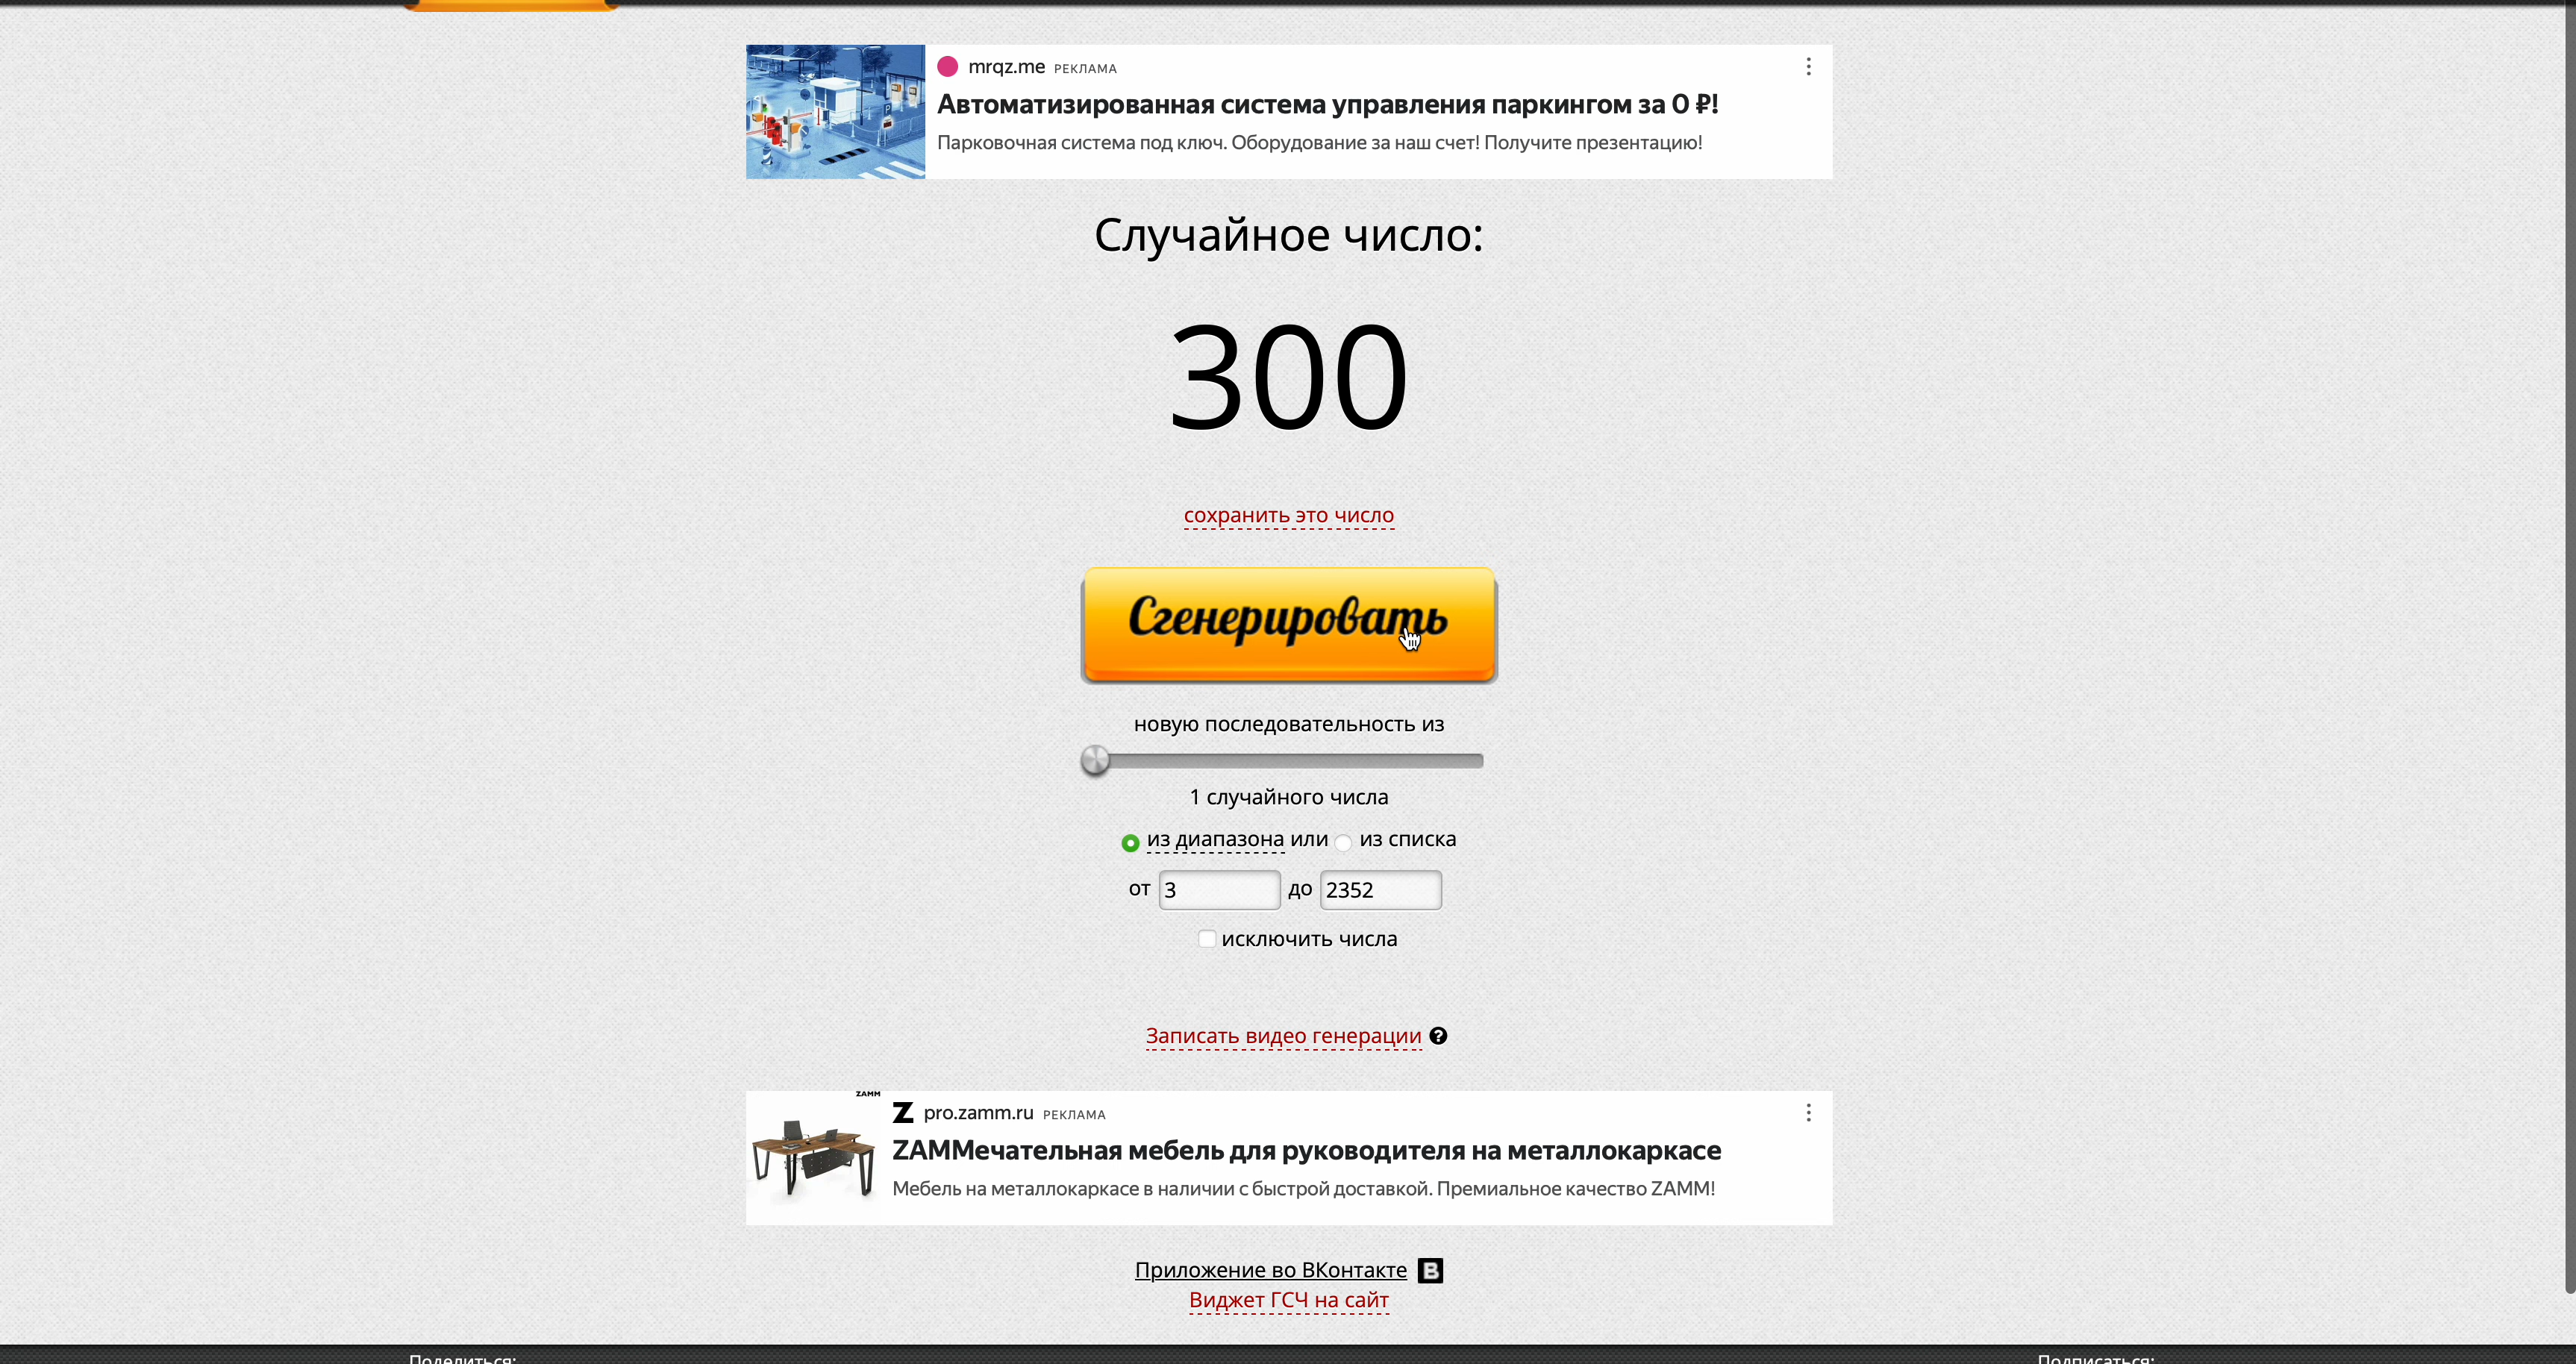 mrqz.me РЕКЛАМА
Автоматизированная система управления паркингом за 0 ₽!
Парковочная система под ключ. Оборудование за наш счет! Получите презентацию!
Случайное число:
300
сохранить это число
Сгенерировать
новую последовательность из
1 случайного числа
из диапазона или из списка
от 3 до 2352
исключить числа
Записать видео генерации ?
ZAMM
Z pro.zamm.ru РЕКЛАМА
ZAMMечательная мебель для руководителя на металлокаркасе
Мебель на металлокаркасе в наличии с быстрой доставкой. Премиальное качество ZAMM!
Приложение во ВКонтакте B
Виджет ГСЧ на сайт
Поделиться: Подписаться: